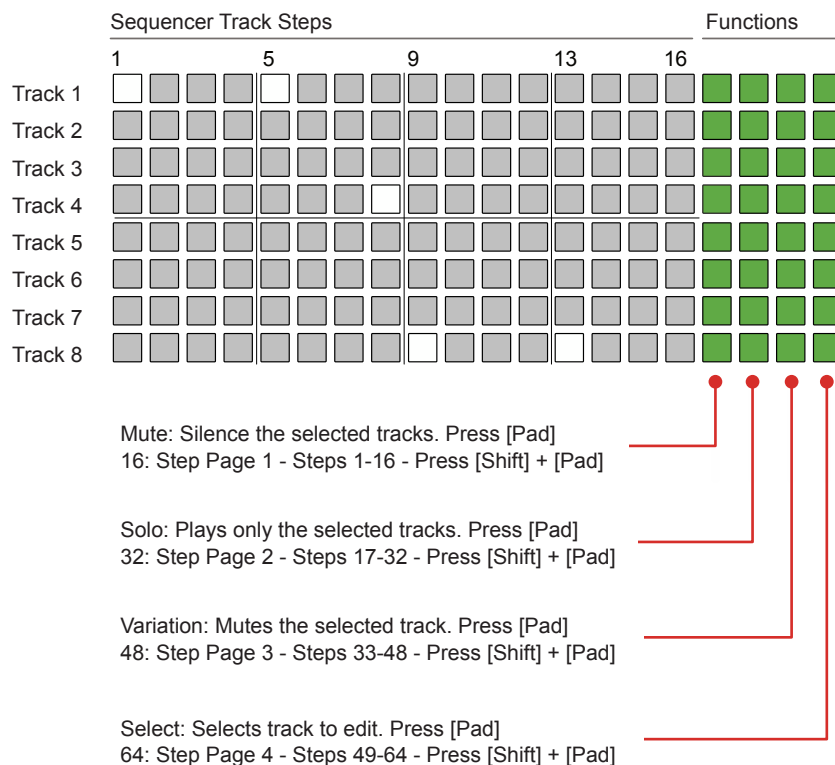 Sequencer Track Steps Functions
1 5 9 13 16
Track 1
Track 2
Track 3
Track 4
Track 5
Track 6
Track 7
Track 8
Mute: Silence the selected tracks. Press [Pad]
16: Step Page 1 - Steps 1-16 - Press [Shift] + [Pad]
Solo: Plays only the selected tracks. Press [Pad]
32: Step Page 2 - Steps 17-32 - Press [Shift] + [Pad]
Variation: Mutes the selected track. Press [Pad]
48: Step Page 3 - Steps 33-48 - Press [Shift] + [Pad]
Select: Selects track to edit. Press [Pad]
64: Step Page 4 - Steps 49-64 - Press [Shift] + [Pad]